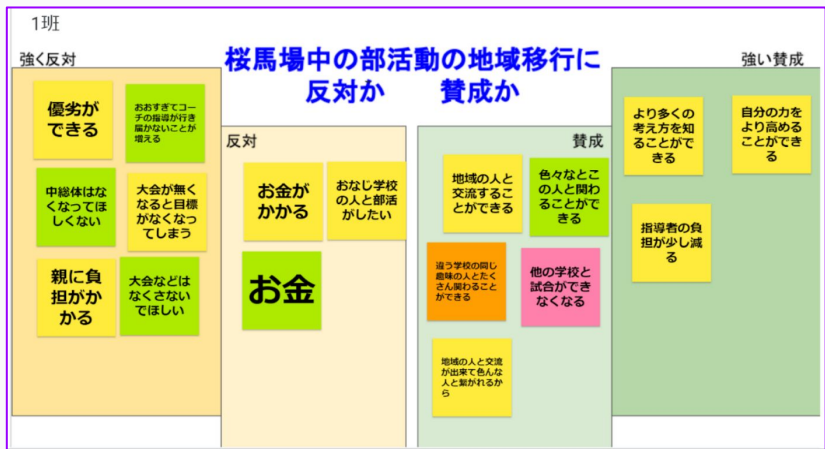 1班
桜馬場中の部活動の地域移行に
反対か 賛成か
強く反対
優劣が
できる
おおすぎてコー
チの指導が行き
届かないことが
増える
中総体はな
くなってほ
しくない
大会が無く
なると目標
がなくなっ
てしまう
親に負
担がか
かる
大会などは
なくさない
でほしい
反対
お金が
かかる
おなじ学校
の人と部活
がしたい
お金
賛成
地域の人と
交流するこ
とができる
色々なとこ
の人と関わ
ることがで
きる
違う学校の同じ
趣味の人とたく
さん関わること
ができる
他の学校と
試合ができ
なくなる
地域の人と交流
が出来て色んな
人と繋がれるか
ら
強い賛成
より多くの
考え方を知
ることがで
きる
自分の力を
より高める
ことができ
る
指導者の負
担が少し減
る